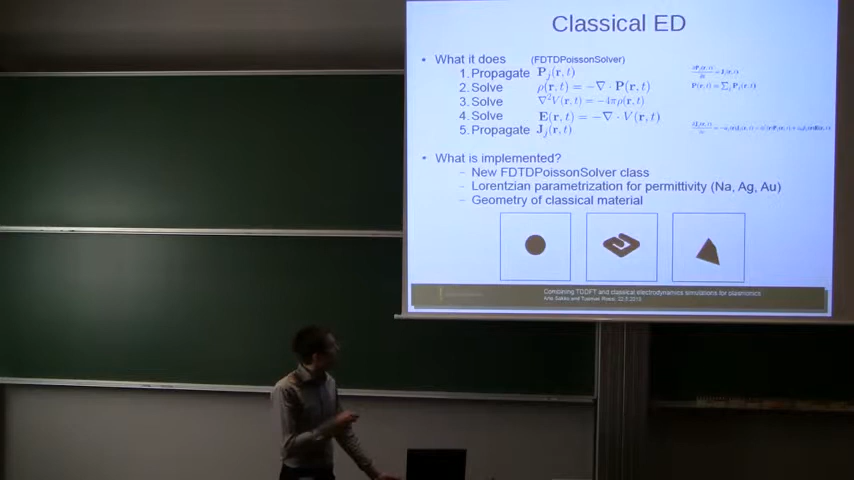 Classical ED
• What it does (FDTDPoissonSolver)
1. Propagate P_j(r, t)
2. Solve ρ(r, t) = −∇ · P(r, t)
P(r, t) = ∑_j P_j(r, t)
3. Solve ∇²V(r, t) = −4πρ(r, t)
4. Solve E(r, t) = −∇ · V(r, t)
5. Propagate J_j(r, t)
• What is implemented?
– New FDTDPoissonSolver class
– Lorentzian parametrization for permittivity (Na, Ag, Au)
– Geometry of classical material
Combining TDDFT and classical electrodynamics simulations for plasmonics